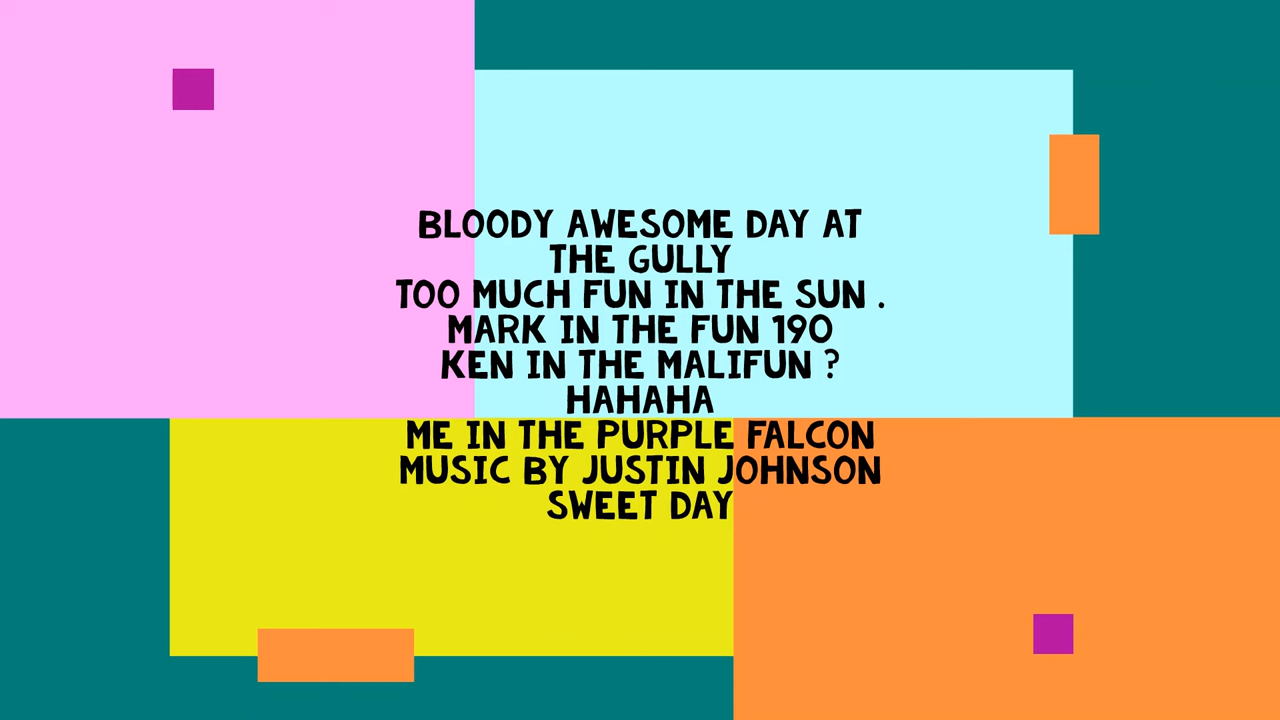 BLOODY AWESOME DAY AT
THE GULLY
TOO MUCH FUN IN THE SUN .
MARK IN THE FUN 190
KEN IN THE MALIFUN ?
HAHAHA
ME IN THE PURPLE FALCON
MUSIC BY JUSTIN JOHNSON
SWEET DAY